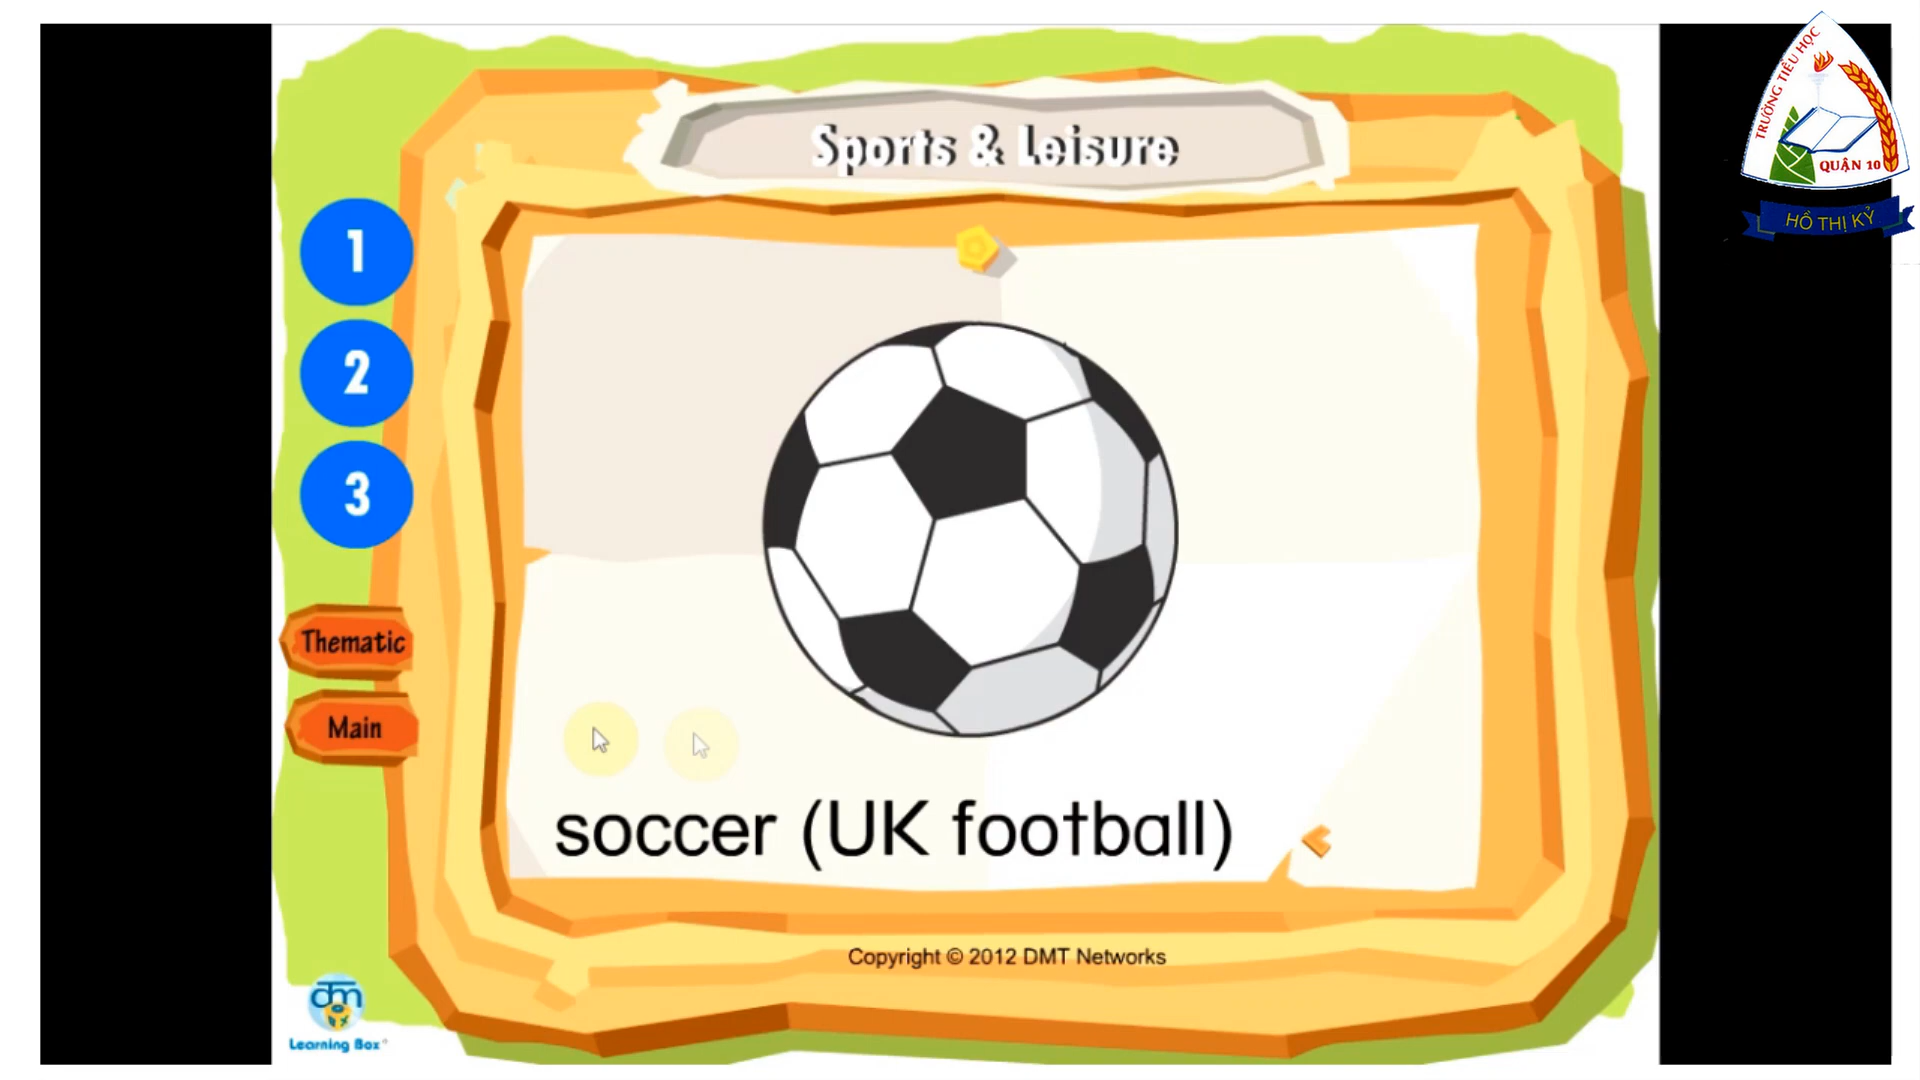 Sports & Leisure
TRƯỜNG TIỂU HỌC
QUẬN 10
HỒ THỊ KỶ
1
2
3
Thematic
Main
soccer (UK football)
Copyright © 2012 DMT Networks
dm
Learning Box